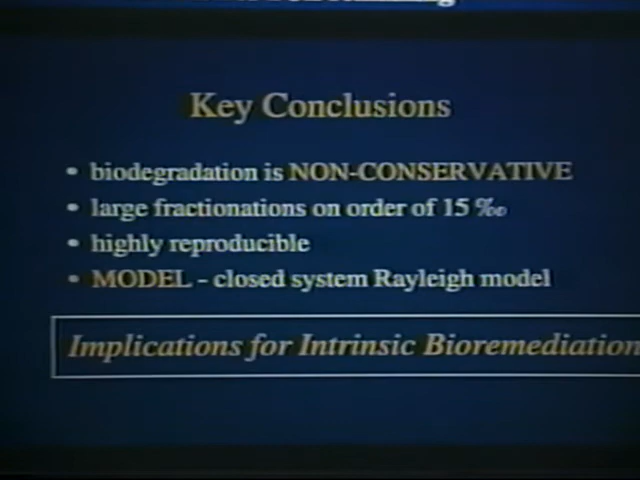 Key Conclusions
• biodegradation is NON-CONSERVATIVE
• large fractionations on order of 15 ‰
• highly reproducible
• MODEL - closed system Rayleigh model
Implications for Intrinsic Bioremediation